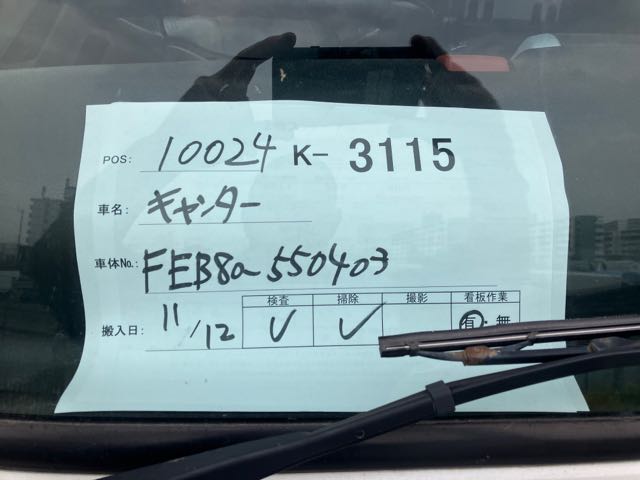 POS: 10024 K- 3115
車名: キャンター
車体No.: FEB80-550403
検査 掃除 撮影 看板作業
搬入日: 11/12 ✓ ✓ 有・無